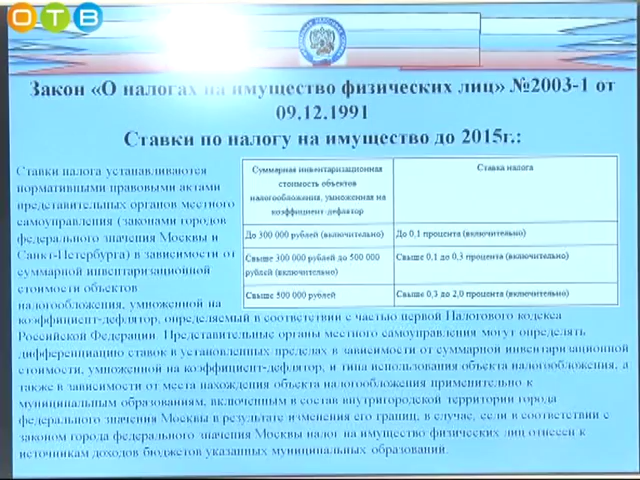 ОТВ
Закон «О налогах на имущество физических лиц» №2003-1 от
09.12.1991
Ставки по налогу на имущество до 2015г.:
Ставки налога устанавливаются
нормативными правовыми актами
представительных органов местного
самоуправления (законами городов
федерального значения Москвы и
Санкт-Петербурга) в зависимости от
суммарной инвентаризационной
стоимости объектов
налогообложения, умноженной на
коэффициент-дефлятор, определяемый в соответствии с частью первой Налогового кодекса
Российской Федерации. Представительные органы местного самоуправления могут определять
дифференциацию ставок в установленных пределах в зависимости от суммарной инвентаризационной
стоимости, умноженной на коэффициент-дефлятор, и типа использования объекта налогообложения, а
также в зависимости от места нахождения объекта налогообложения применительно к
муниципальным образованиям, включенным в состав внутригородской территории города
федерального значения Москвы в результате изменения его границ, в случае, если в соответствии с
законом города федерального значения Москвы налог на имущество физических лиц отнесен к
источникам доходов бюджетов указанных муниципальных образований.
Суммарная инвентаризационная
стоимость объектов
налогообложения, умноженная на
коэффициент-дефлятор
Ставка налога
До 300 000 рублей (включительно)
До 0,1 процента (включительно)
Свыше 300 000 рублей до 500 000
рублей (включительно)
Свыше 0,1 до 0,3 процента (включительно)
Свыше 500 000 рублей
Свыше 0,3 до 2,0 процента (включительно)